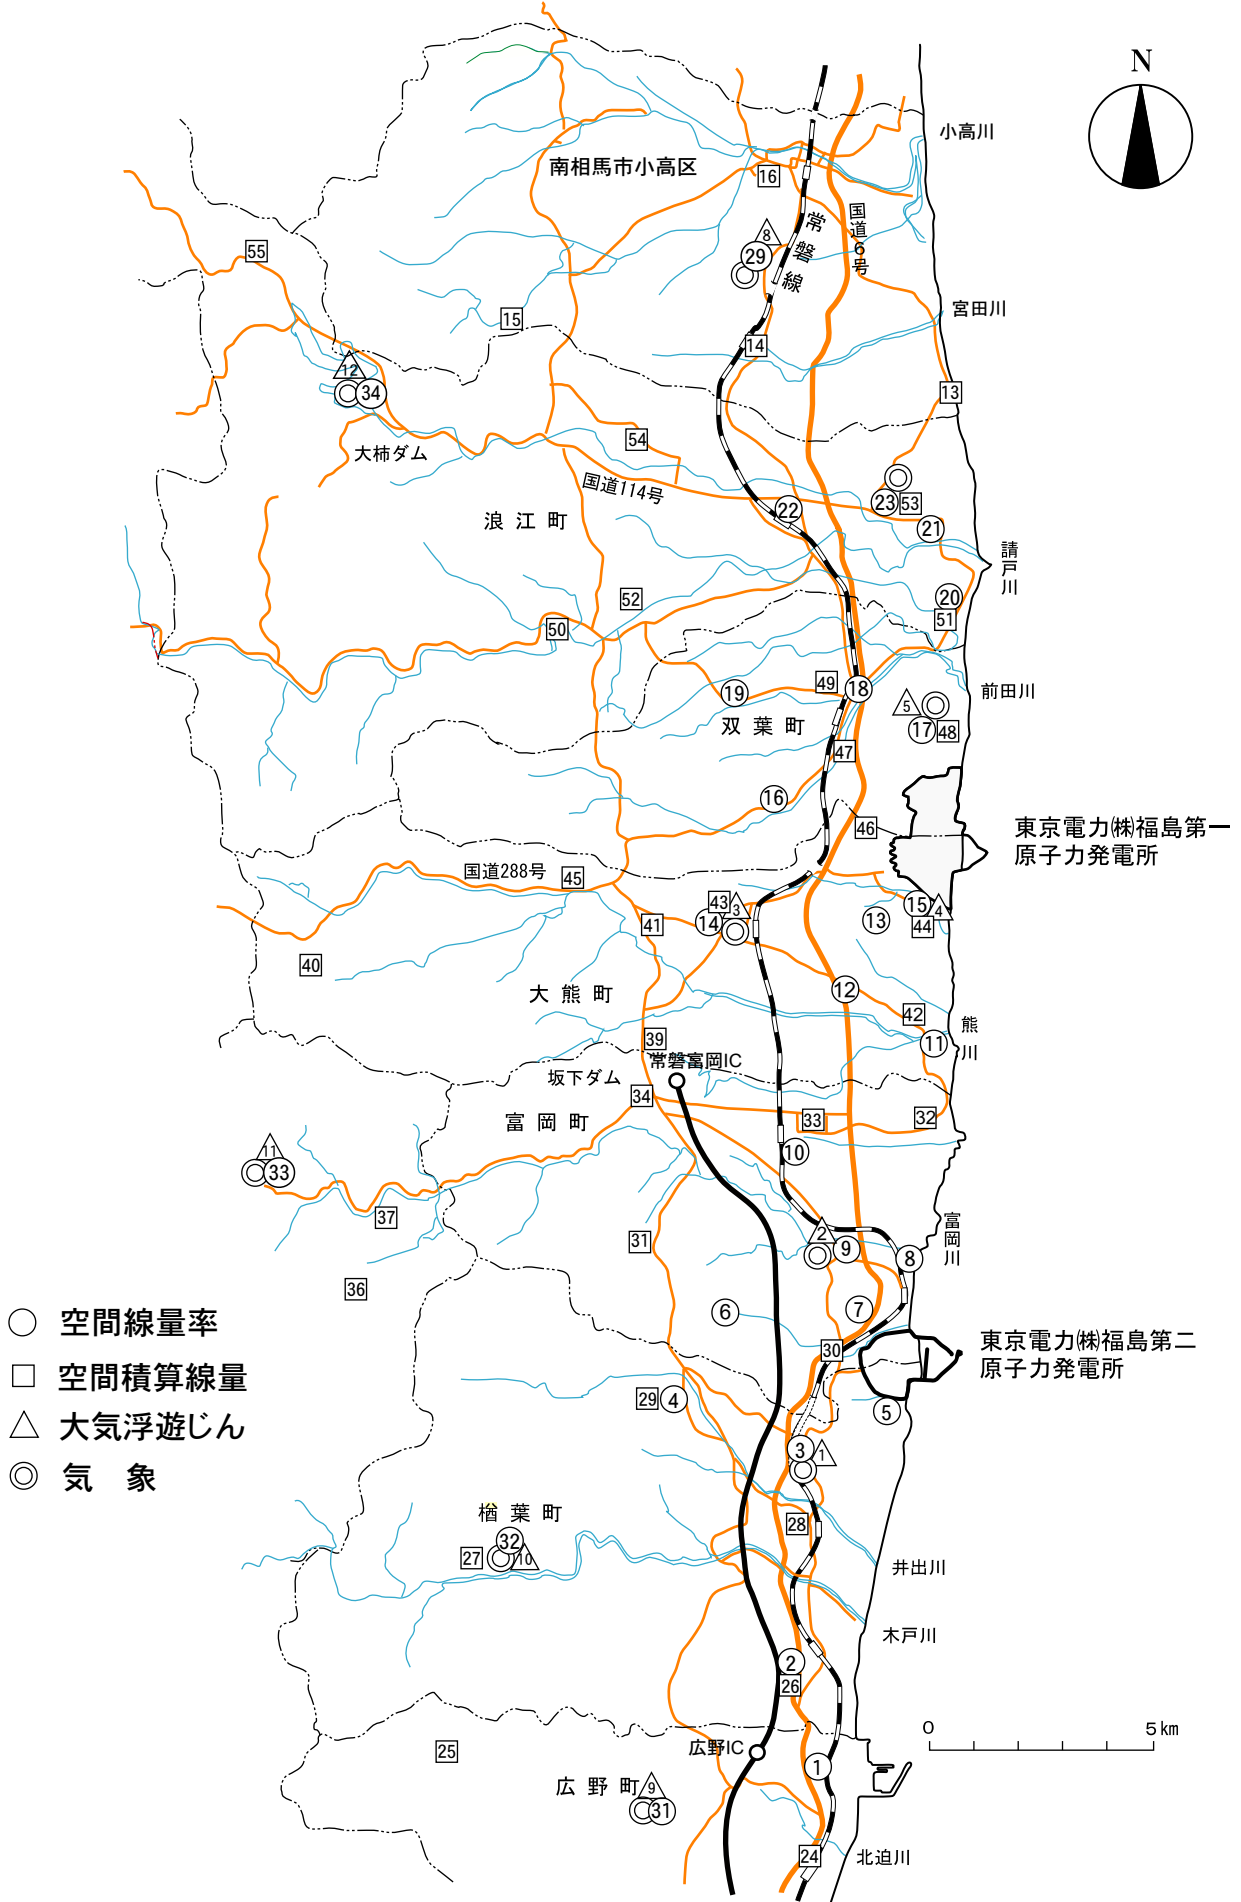 N
小高川
南相馬市小高区
16
国道6号
8
常磐線
29
55
宮田川
15
14
12
34
13
54
大柿ダム
国道114号
23
53
22
浪江町
21
請戸川
20
52
51
50
49
18
19
前田川
5
双葉町
17
48
47
16
46
東京電力㈱福島第一
原子力発電所
国道288号
45
43
3
15
4
14
13
41
44
40
12
大熊町
42
熊川
39
11
常磐富岡IC
坂下ダム
34
富岡町
33
32
11
33
10
37
富岡川
2
31
9
8
36
7
6
○ 空間線量率
30
東京電力㈱福島第二
原子力発電所
□ 空間積算線量
29
4
5
△ 大気浮遊じん
3
1
◎ 気 象
楢葉町
28
32
27
10
井出川
木戸川
2
26
0
5km
広野IC
25
1
広野町
9
31
24
北迫川